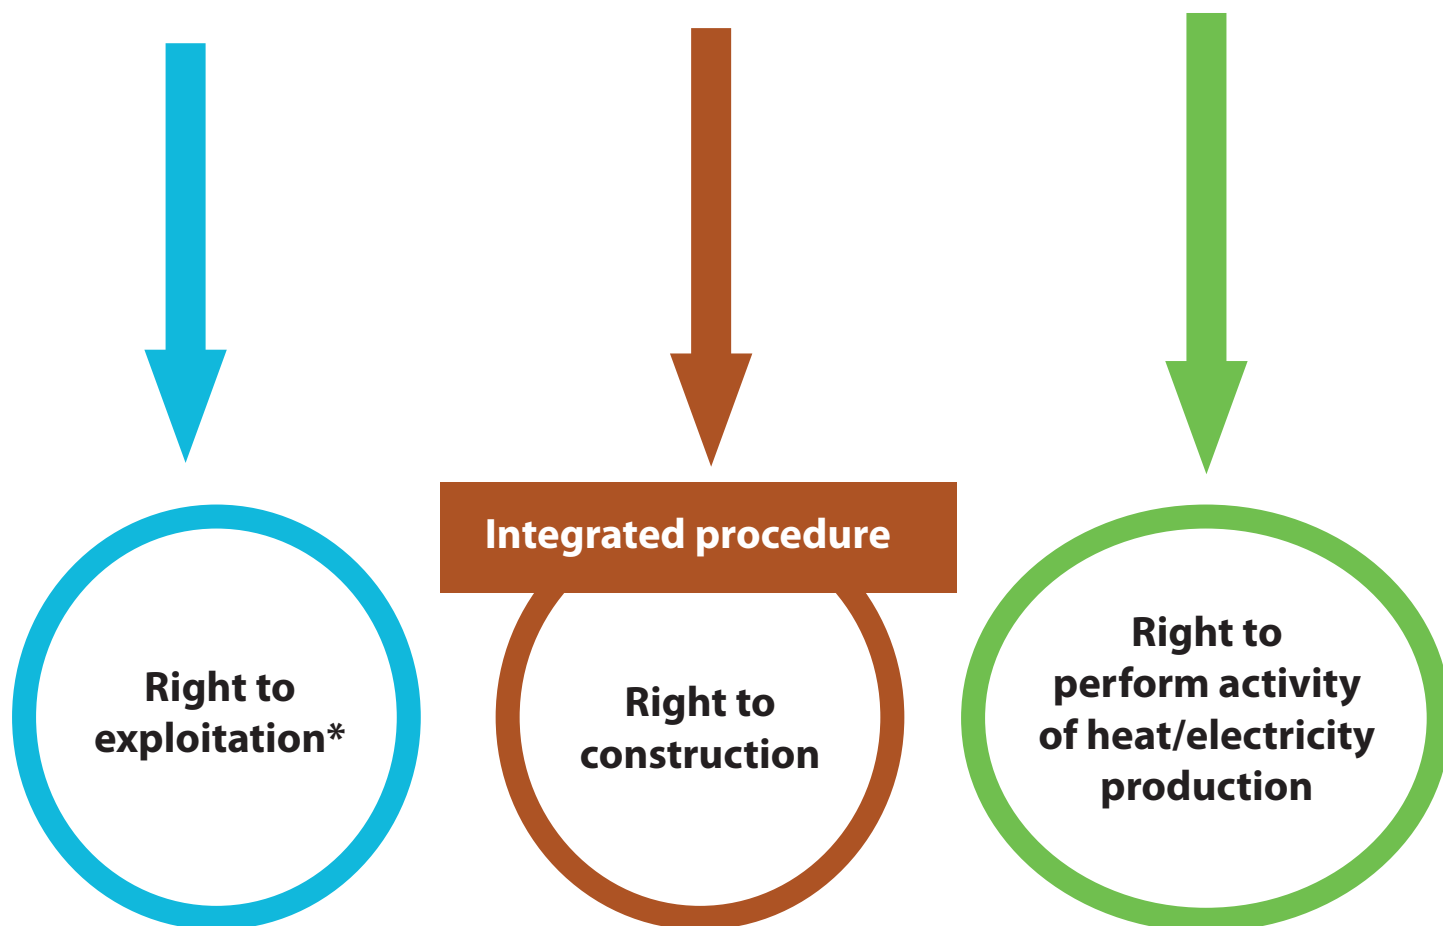 Integrated procedure
Right to
exploitation*
Right to
construction
Right to
perform activity
of heat/electricity
production